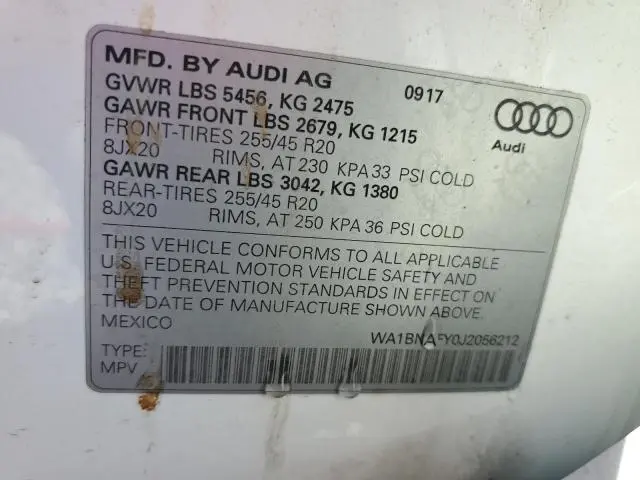 MFD. BY AUDI AG 0917
GVWR LBS 5456, KG 2475
GAWR FRONT LBS 2679, KG 1215
FRONT-TIRES 255/45 R20
8JX20 RIMS, AT 230 KPA 33 PSI COLD
GAWR REAR LBS 3042, KG 1380
REAR-TIRES 255/45 R20
8JX20 RIMS, AT 250 KPA 36 PSI COLD
Audi
THIS VEHICLE CONFORMS TO ALL APPLICABLE
U.S. FEDERAL MOTOR VEHICLE SAFETY AND
THEFT PREVENTION STANDARDS IN EFFECT ON
THE DATE OF MANUFACTURE SHOWN ABOVE.
MEXICO
WA1BNAFY0J2056212
TYPE:
MPV